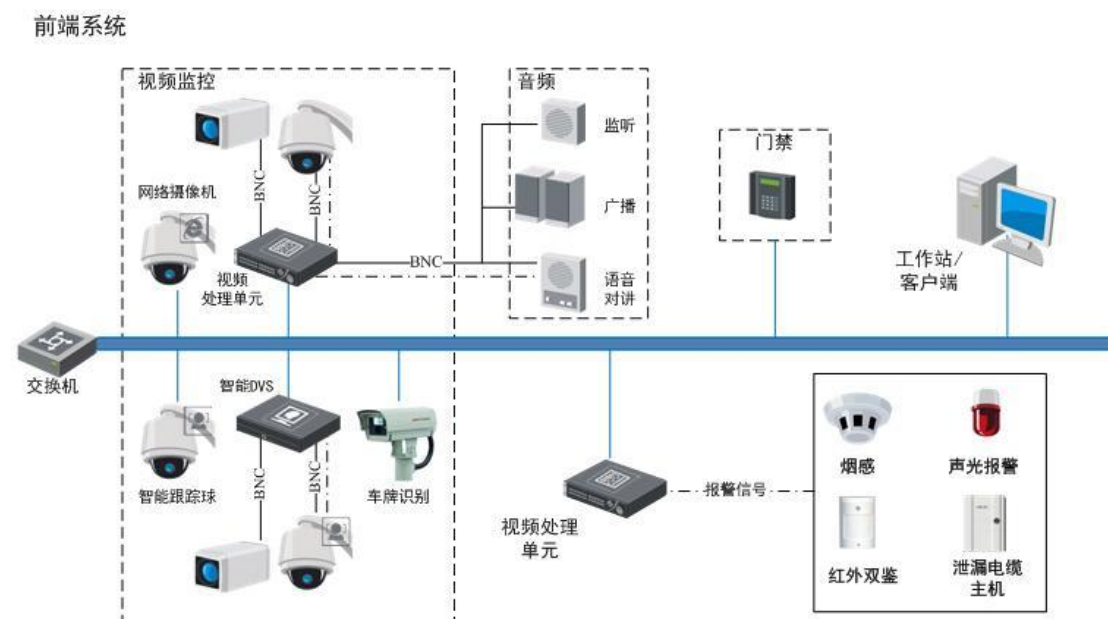 前端系统
视频监控
音频
监听
门禁
BNC
BNC
网络摄像机
广播
视频
处理单元
BNC
语音
对讲
工作站/
客户端
交换机
智能DVS
烟感
声光报警
BNC
BNC
智能跟踪球
车牌识别
报警信号
视频处理
单元
红外双鉴
泄漏电缆
主机